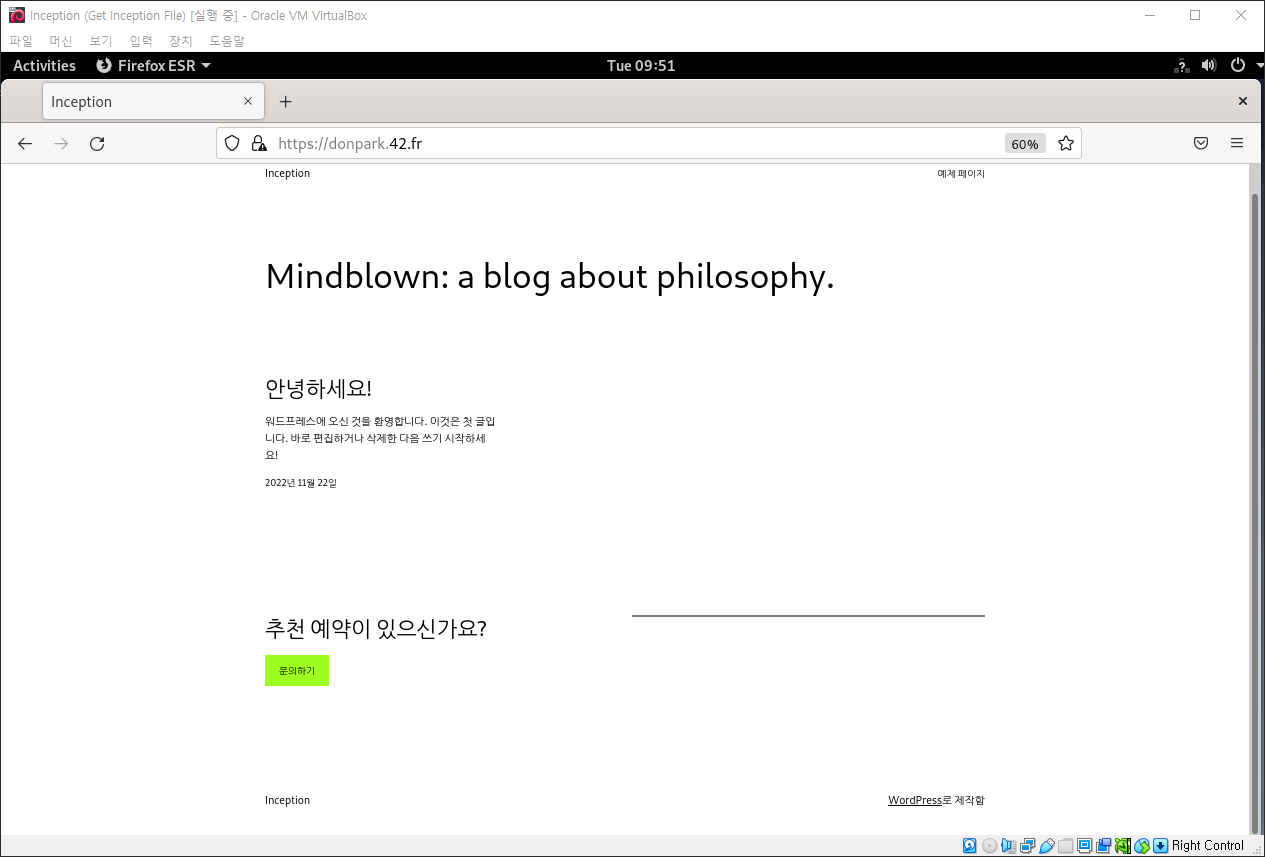 Inception (Get Inception File) [실행 중] - Oracle VM VirtualBox
파일 머신 보기 입력 장치 도움말
Activities Firefox ESR Tue 09:51
Inception
https://donpark.42.fr 60%
Inception 예제 페이지
Mindblown: a blog about philosophy.
안녕하세요!
워드프레스에 오신 것을 환영합니다. 이것은 첫 글입
니다. 바로 편집하거나 삭제한 다음 쓰기 시작하세
요!
2022년 11월 22일
추천 예약이 있으신가요?
문의하기
Inception WordPress로 제작함
Right Control